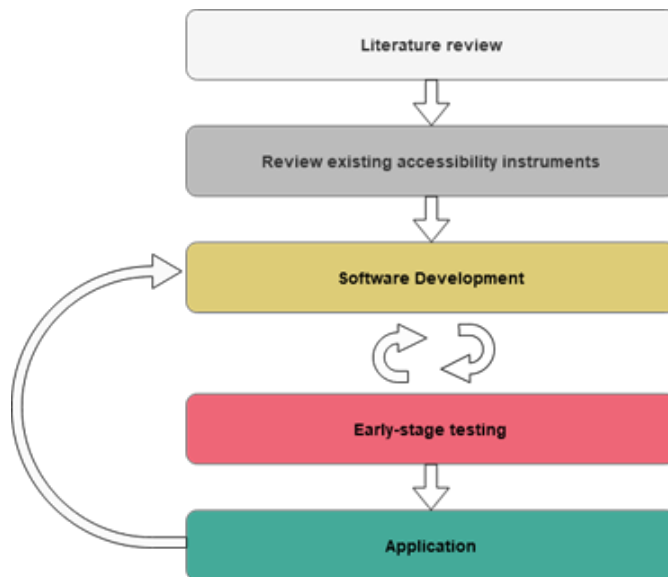 Literature review
Review existing accessibility instruments
Software Development
Early-stage testing
Application